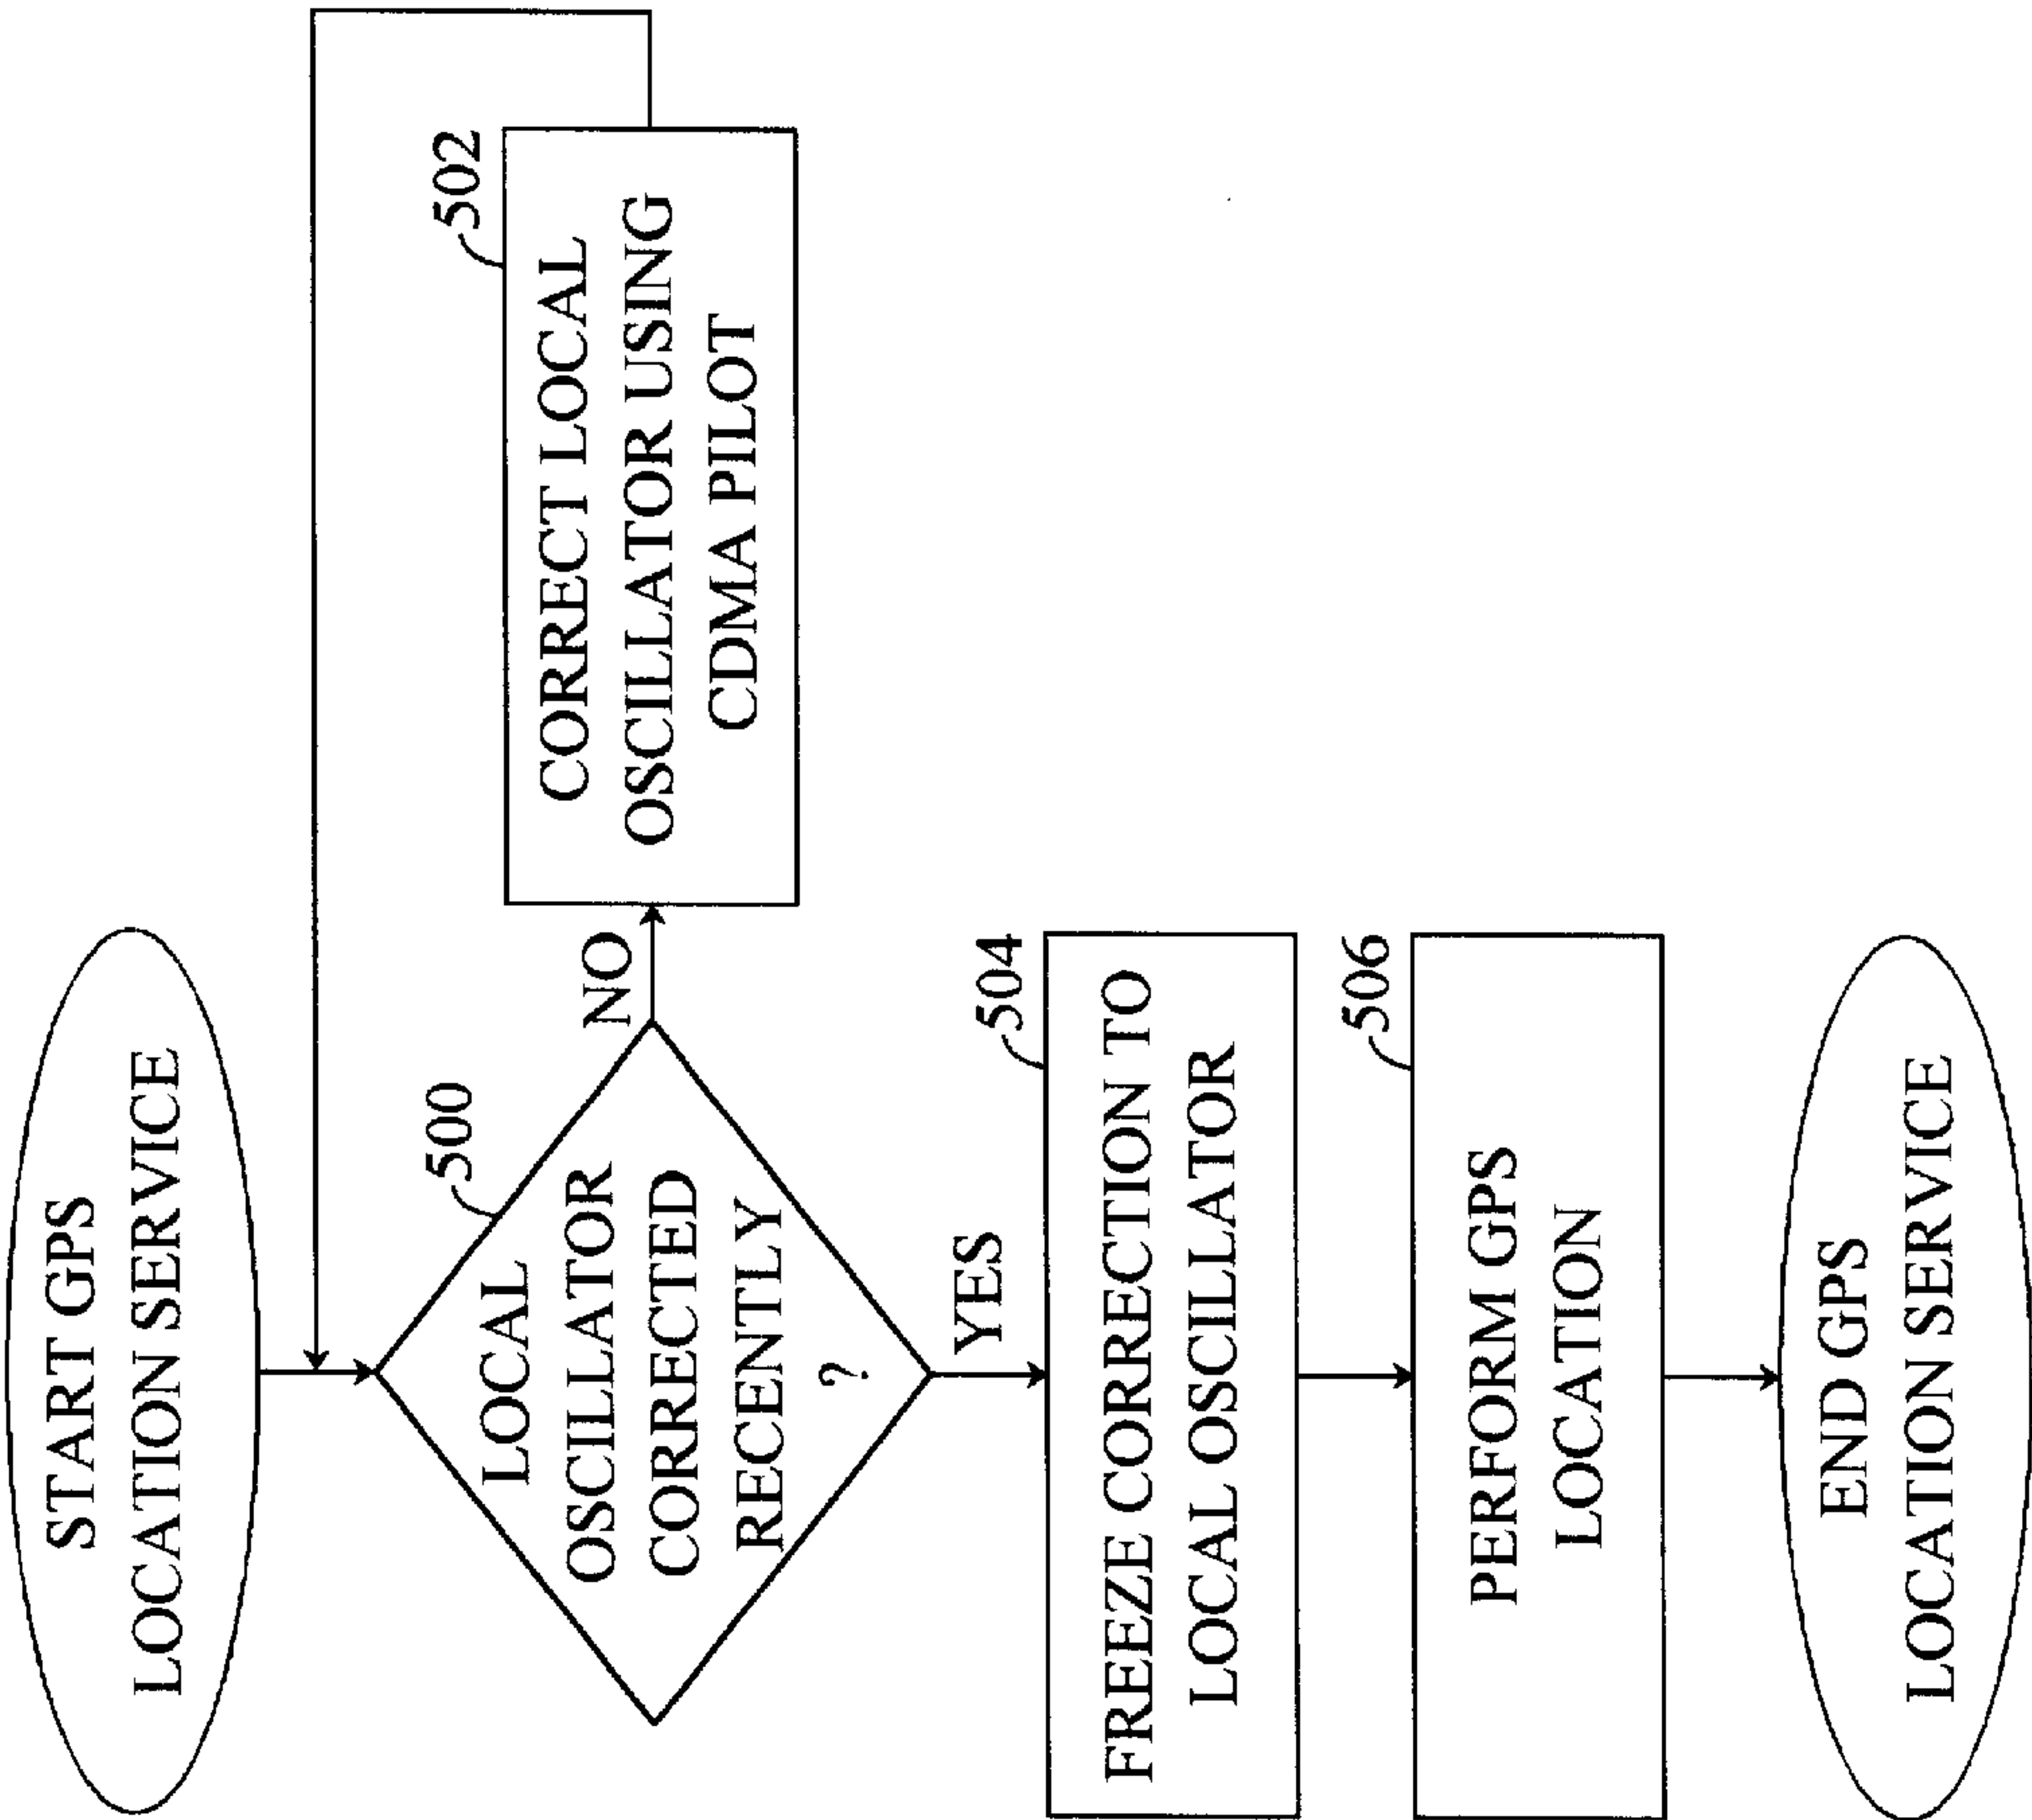 START GPS
LOCATION SERVICE
500
LOCAL
OSCILLATOR
CORRECTED
RECENTLY
?
NO
502
CORRECT LOCAL
OSCILLATOR USING
CDMA PILOT
YES
504
FREEZE CORRECTION TO
LOCAL OSCILLATOR
506
PERFORM GPS
LOCATION
END GPS
LOCATION SERVICE